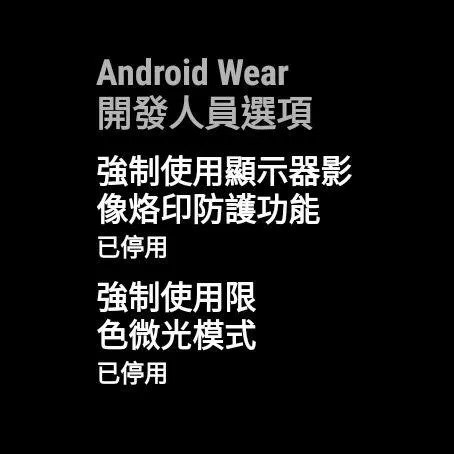 Android Wear
開發人員選項
強制使用顯示器影
像烙印防護功能
已停用
強制使用限
色微光模式
已停用